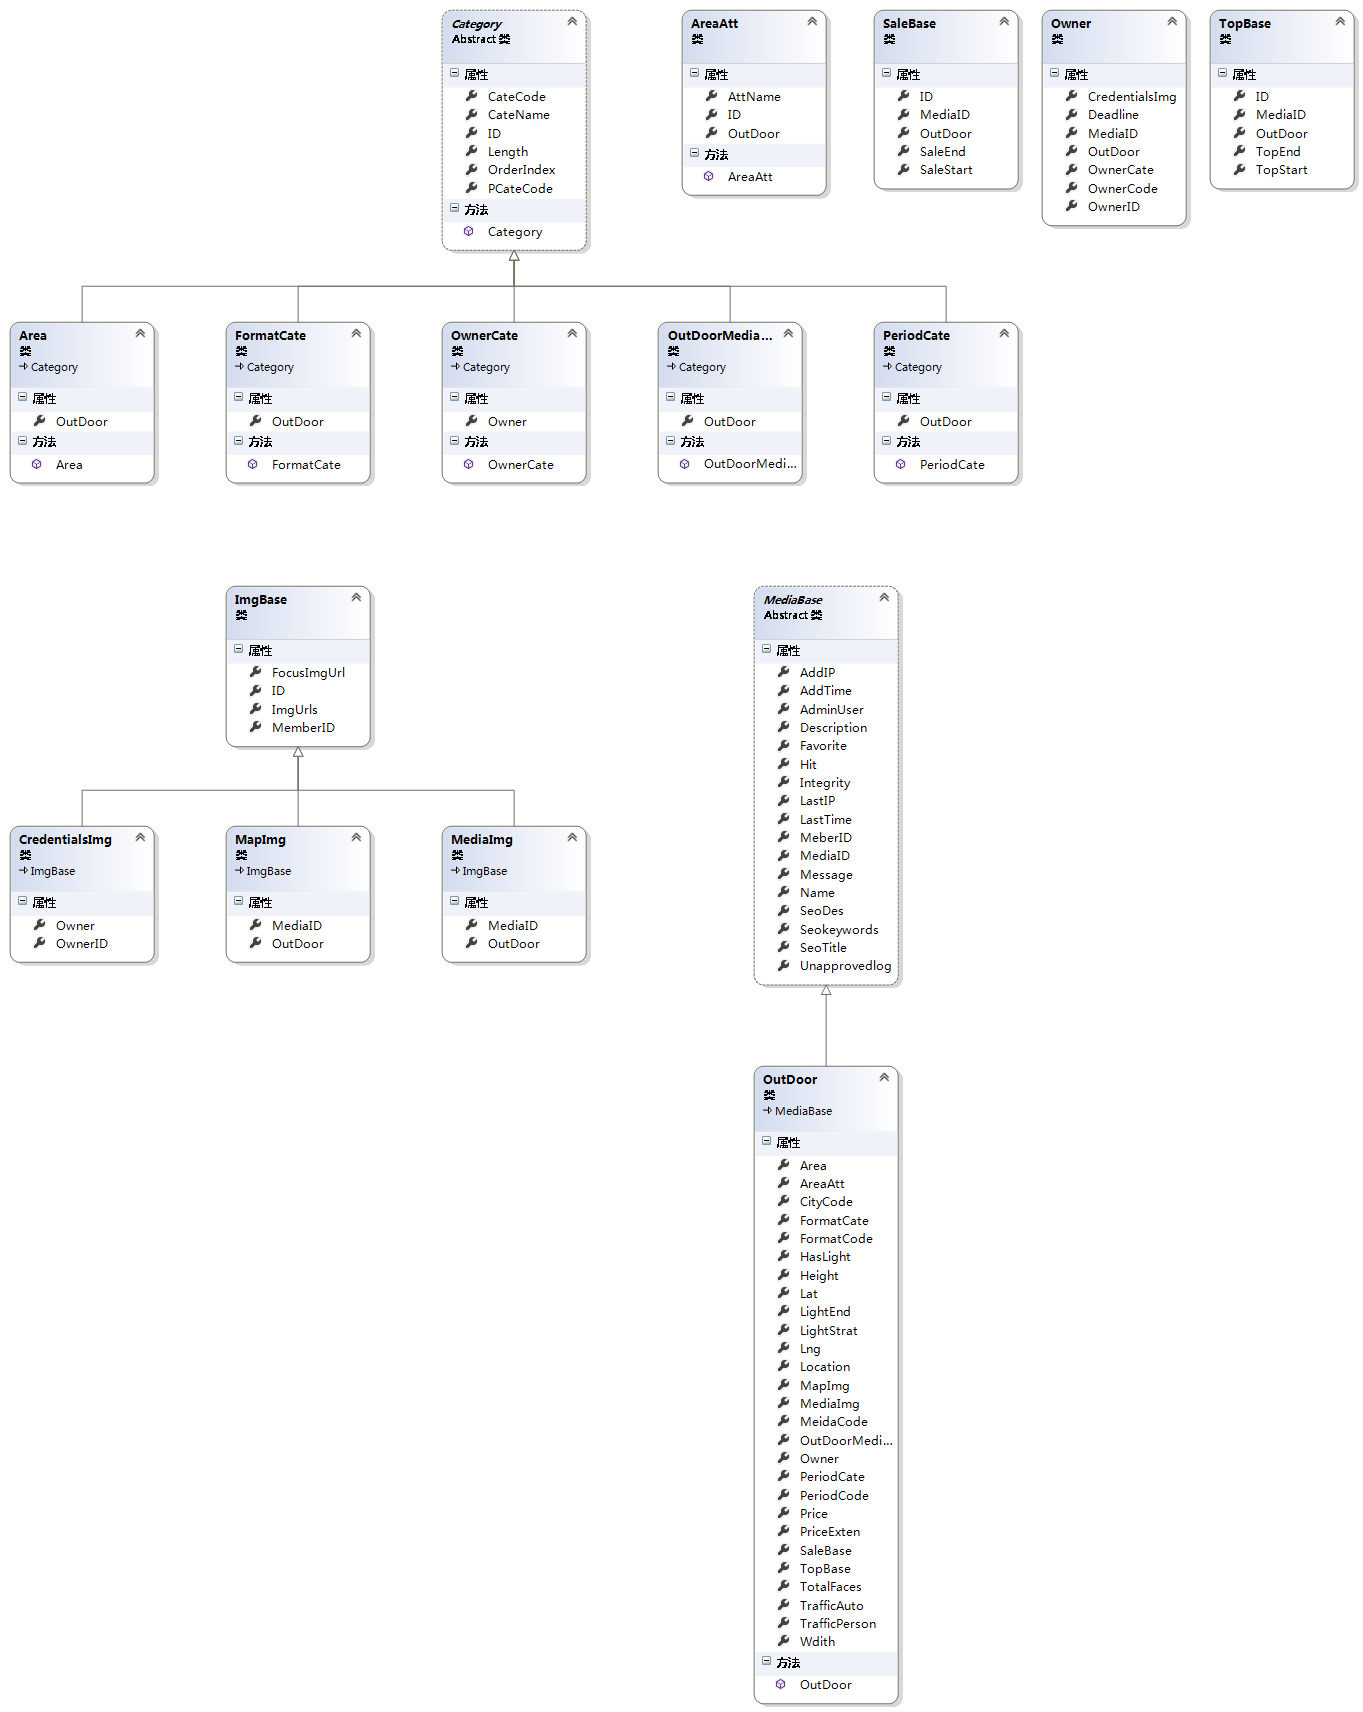 Category
Abstract 类
属性
CateCode
CateName
ID
Length
OrderIndex
PCateCode
方法
Category
AreaAtt
类
属性
AttName
ID
OutDoor
方法
AreaAtt
SaleBase
类
属性
ID
MediaID
OutDoor
SaleEnd
SaleStart
Owner
类
属性
CredentialsImg
Deadline
MediaID
OutDoor
OwnerCate
OwnerCode
OwnerID
TopBase
类
属性
ID
MediaID
OutDoor
TopEnd
TopStart
Area
类
Category
属性
OutDoor
方法
Area
FormatCate
类
Category
属性
OutDoor
方法
FormatCate
OwnerCate
类
Category
属性
Owner
方法
OwnerCate
OutDoorMedia...
类
Category
属性
OutDoor
方法
OutDoorMedi...
PeriodCate
类
Category
属性
OutDoor
方法
PeriodCate
ImgBase
类
属性
FocusImgUrl
ID
ImgUrls
MemberID
CredentialsImg
类
ImgBase
属性
Owner
OwnerID
MapImg
类
ImgBase
属性
MediaID
OutDoor
MediaImg
类
ImgBase
属性
MediaID
OutDoor
MediaBase
Abstract 类
属性
AddIP
AddTime
AdminUser
Description
Favorite
Hit
Integrity
LastIP
LastTime
MeberID
MediaID
Message
Name
SeoDes
Seokeywords
SeoTitle
Unapprovedlog
OutDoor
类
MediaBase
属性
Area
AreaAtt
CityCode
FormatCate
FormatCode
HasLight
Height
Lat
LightEnd
LightStrat
Lng
Location
MapImg
MediaImg
MeidaCode
OutDoorMedi...
Owner
PeriodCate
PeriodCode
Price
PriceExten
SaleBase
TopBase
TotalFaces
TrafficAuto
TrafficPerson
Wdith
方法
OutDoor